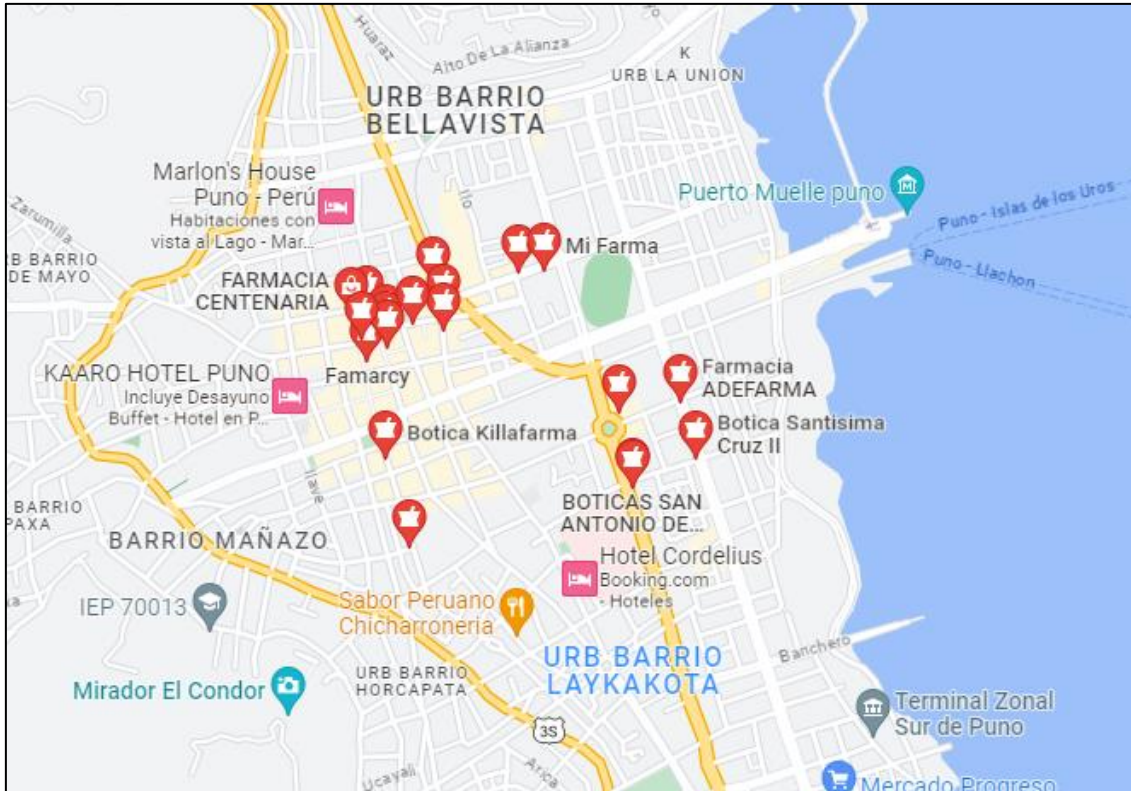 Huaraz
Alto De La Alianza
K
URB LA UNION
URB BARRIO
BELLAVISTA
Marlon's House
Puno - Perú
Habitaciones con
vista al Lago - Mar...
Ilo
Puerto Muelle puno
Puno - Islas de los Uros
Puno - Llachon
Zarumilla
RB BARRIO
DE MAYO
Mi Farma
FARMACIA
CENTENARIA
KAARO HOTEL PUNO
Incluye Desayuno
Buffet - Hotel en P...
Famarcy
Farmacia
ADEFARMA
Botica Killafarma
Botica Santisima
Cruz II
Ilave
BARRIO
PAXA
BARRIO MAÑAZO
BOTICAS SAN
ANTONIO DE...
Hotel Cordelius
Booking.com
- Hoteles
IEP 70013
Sabor Peruano
Chicharroneria
Mirador El Condor
URB BARRIO
HORCAPATA
URB BARRIO
LAYKAKOTA
Banchero
3S
Terminal Zonal
Sur de Puno
Ucayali
Arica
Mercado Progreso